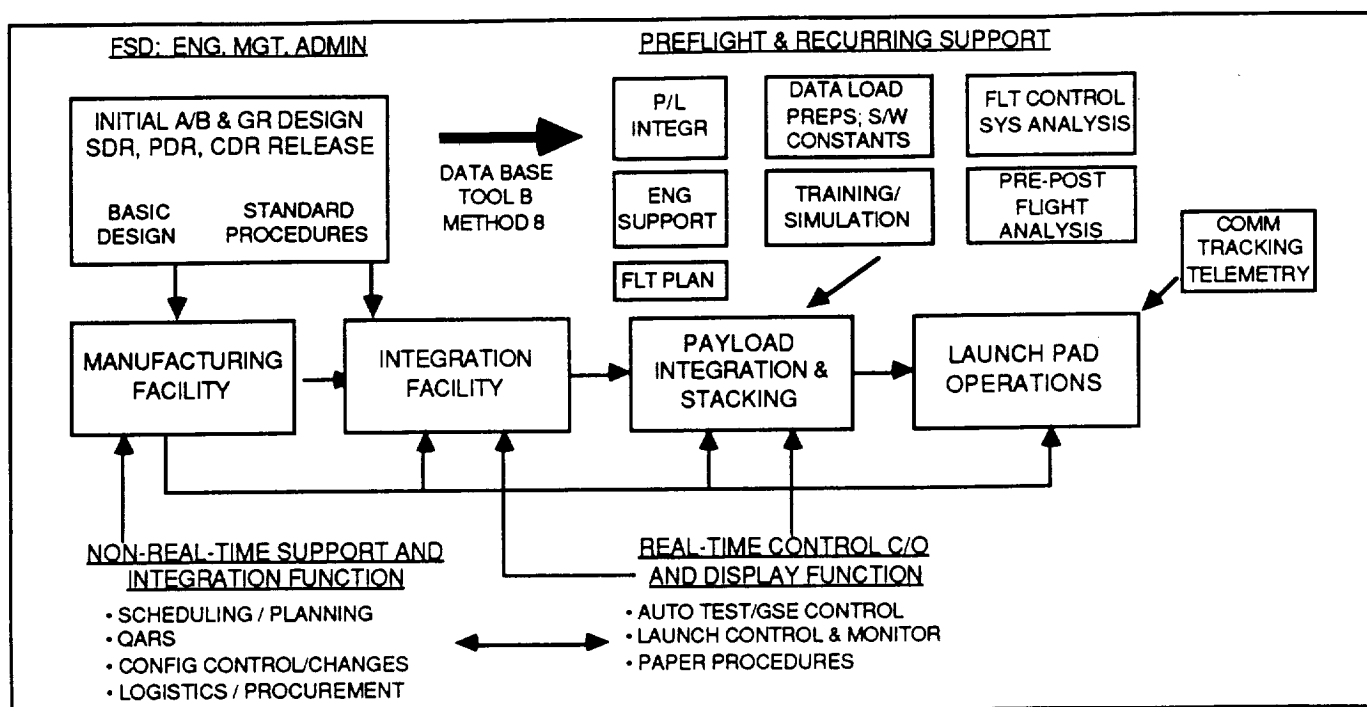 FSD: ENG. MGT. ADMIN
PREFLIGHT & RECURRING SUPPORT
INITIAL A/B & GR DESIGN
SDR, PDR, CDR RELEASE
BASIC
DESIGN
STANDARD
PROCEDURES
DATA BASE
TOOL B
METHOD 8
P/L
INTEGR
DATA LOAD
PREPS; S/W
CONSTANTS
FLT CONTROL
SYS ANALYSIS
ENG
SUPPORT
TRAINING/
SIMULATION
PRE-POST
FLIGHT
ANALYSIS
FLT PLAN
COMM
TRACKING
TELEMETRY
MANUFACTURING
FACILITY
INTEGRATION
FACILITY
PAYLOAD
INTEGRATION &
STACKING
LAUNCH PAD
OPERATIONS
NON-REAL-TIME SUPPORT AND
INTEGRATION FUNCTION
• SCHEDULING / PLANNING
• QARS
• CONFIG CONTROL/CHANGES
• LOGISTICS / PROCUREMENT
REAL-TIME CONTROL C/O
AND DISPLAY FUNCTION
• AUTO TEST/GSE CONTROL
• LAUNCH CONTROL & MONITOR
• PAPER PROCEDURES